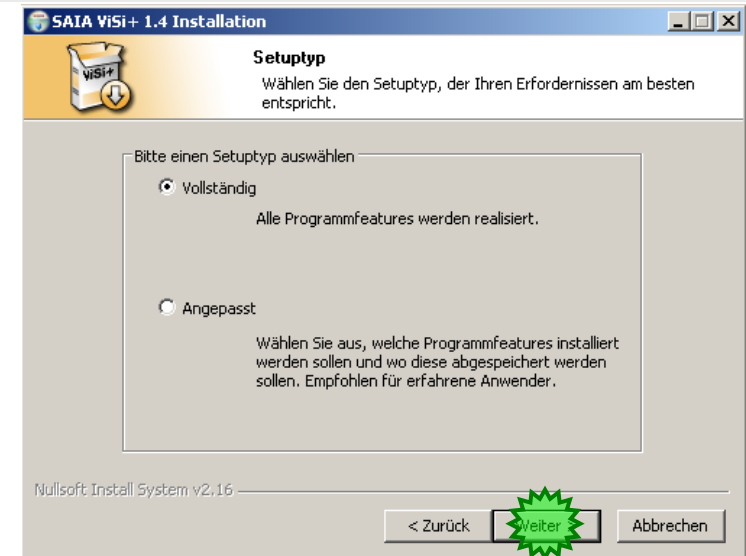 SAIA ViSi+ 1.4 Installation
ViSi+
Setuptyp
Wählen Sie den Setuptyp, der Ihren Erfordernissen am besten
entspricht.
Bitte einen Setuptyp auswählen
Vollständig
Alle Programmfeatures werden realisiert.
Angepasst
Wählen Sie aus, welche Programmfeatures installiert
werden sollen und wo diese abgespeichert werden
sollen. Empfohlen für erfahrene Anwender.
Nullsoft Install System v2.16
< Zurück
Weiter >
Abbrechen